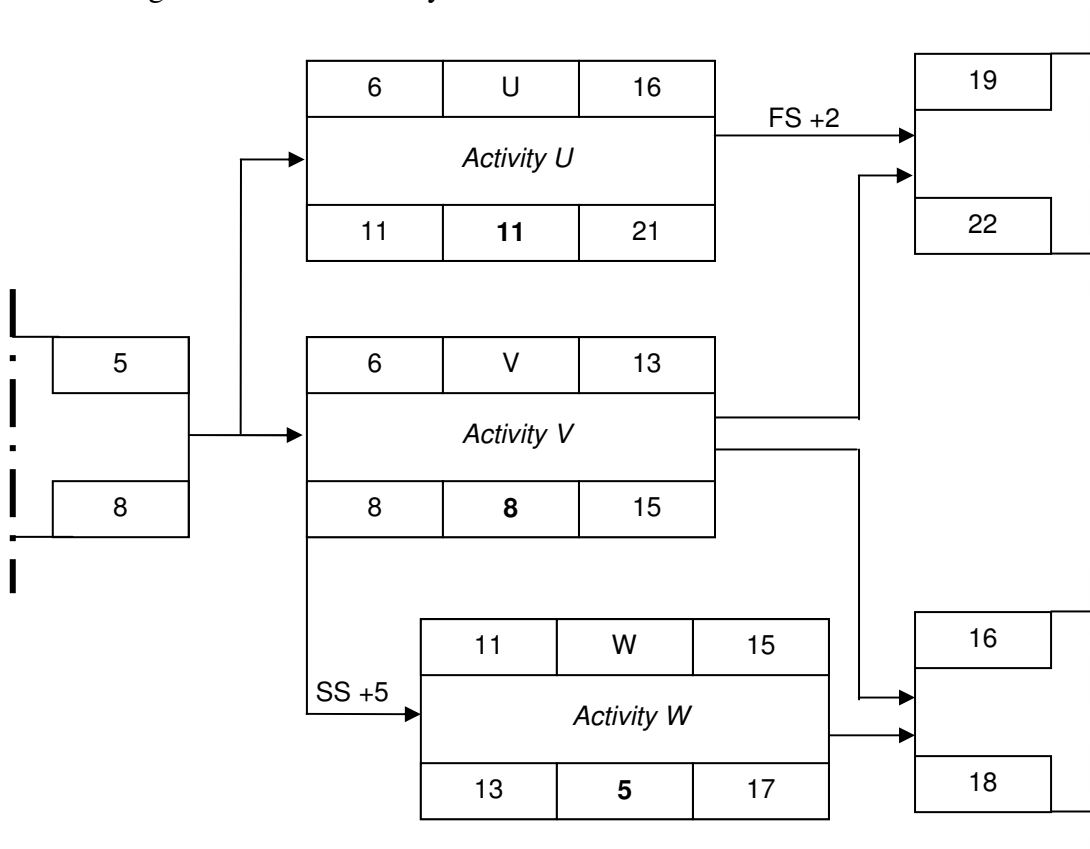 6 U 16
Activity U
11 11 21
FS +2
19
22
5
8
6 V 13
Activity V
8 8 15
SS +5
11 W 15
Activity W
13 5 17
16
18